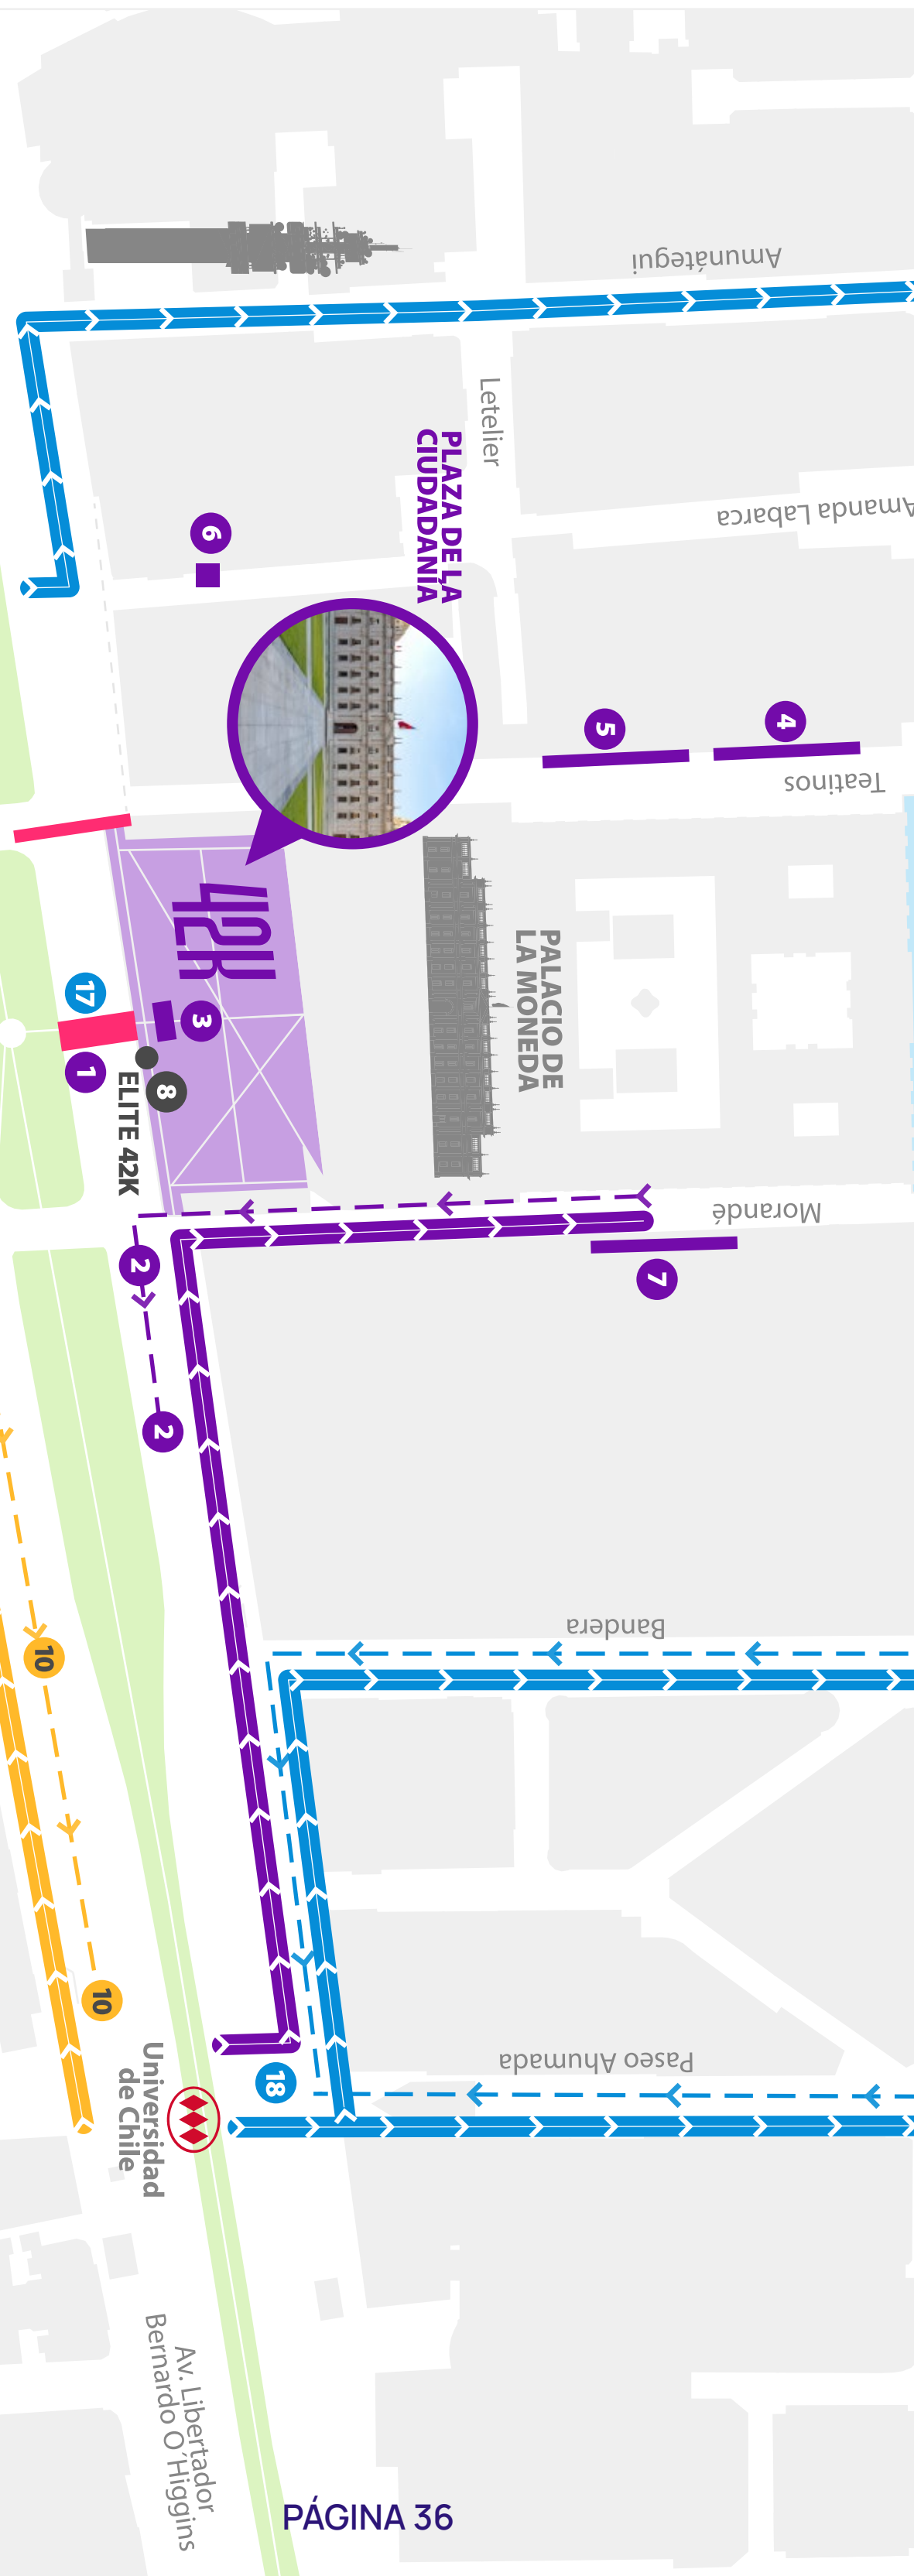 Amunátegui
Letelier
PLAZA DE LA
CIUDADANÍA
Amanda Labarca
6
5
4
Teatinos
42K
PALACIO DE
LA MONEDA
17
3
1
8
ELITE 42K
Morandé
2
7
2
Bandera
10
10
Paseo Ahumada
18
Universidad
de Chile
Av. Libertador
Bernardo O´Higgins
PÁGINA 36